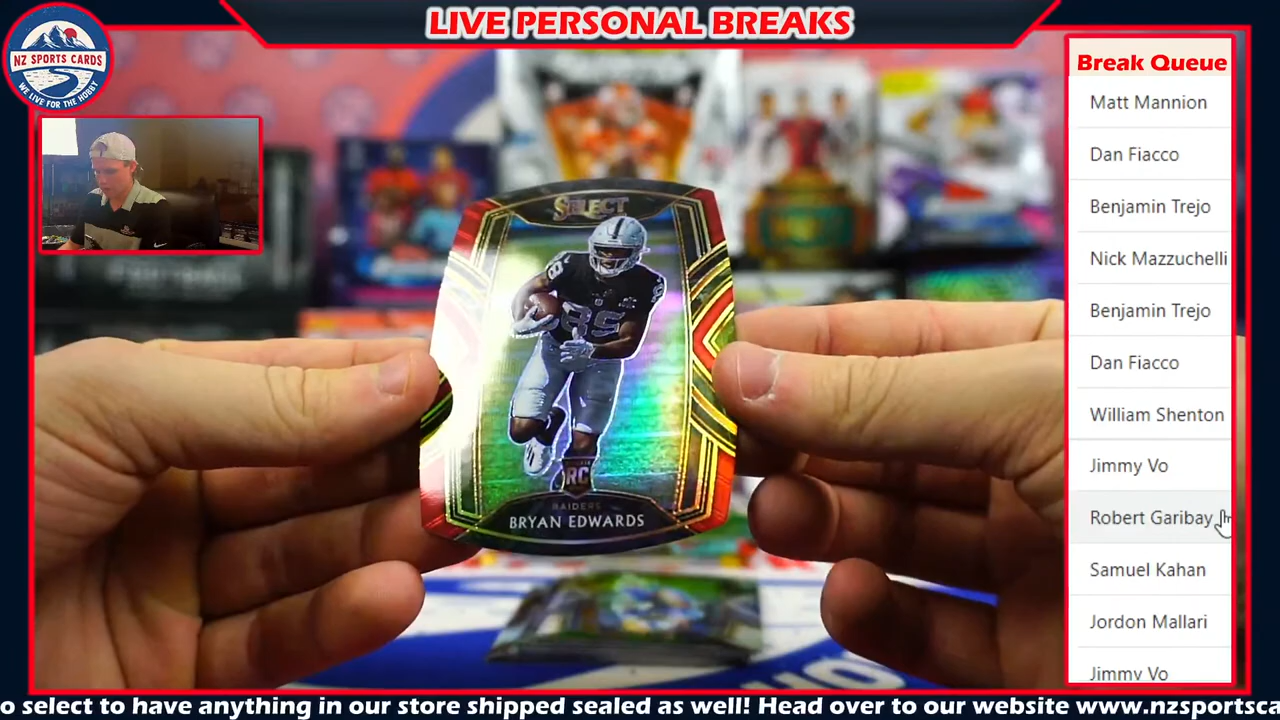 LIVE PERSONAL BREAKS
NZ SPORTS CARDS
WE LIVE FOR THE HOBBY
Break Queue
Matt Mannion
Dan Fiacco
Benjamin Trejo
Nick Mazzuchelli
Benjamin Trejo
Dan Fiacco
William Shenton
Jimmy Vo
Robert Garibay
Samuel Kahan
Jordon Mallari
Jimmy Vo
SELECT
89
RC
RAIDERS
BRYAN EDWARDS
o select to have anything in our store shipped sealed as well! Head over to our website www.nzsportsca